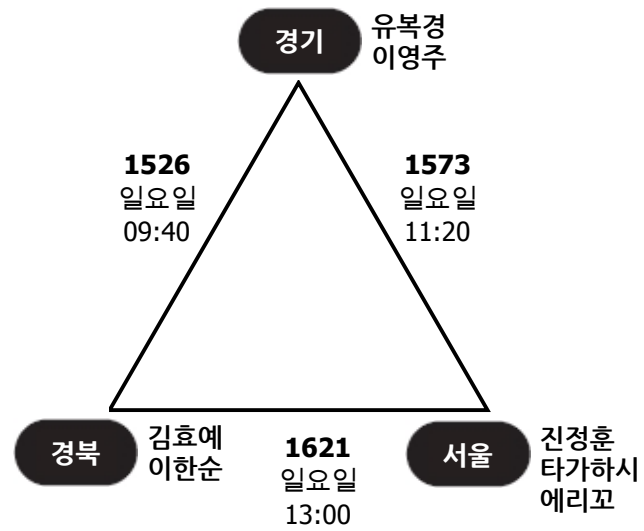 경기
유복경
이영주
1526
일요일
09:40
1573
일요일
11:20
경북
김효예
이한순
1621
일요일
13:00
서울
진정훈
타가하시
에리꼬